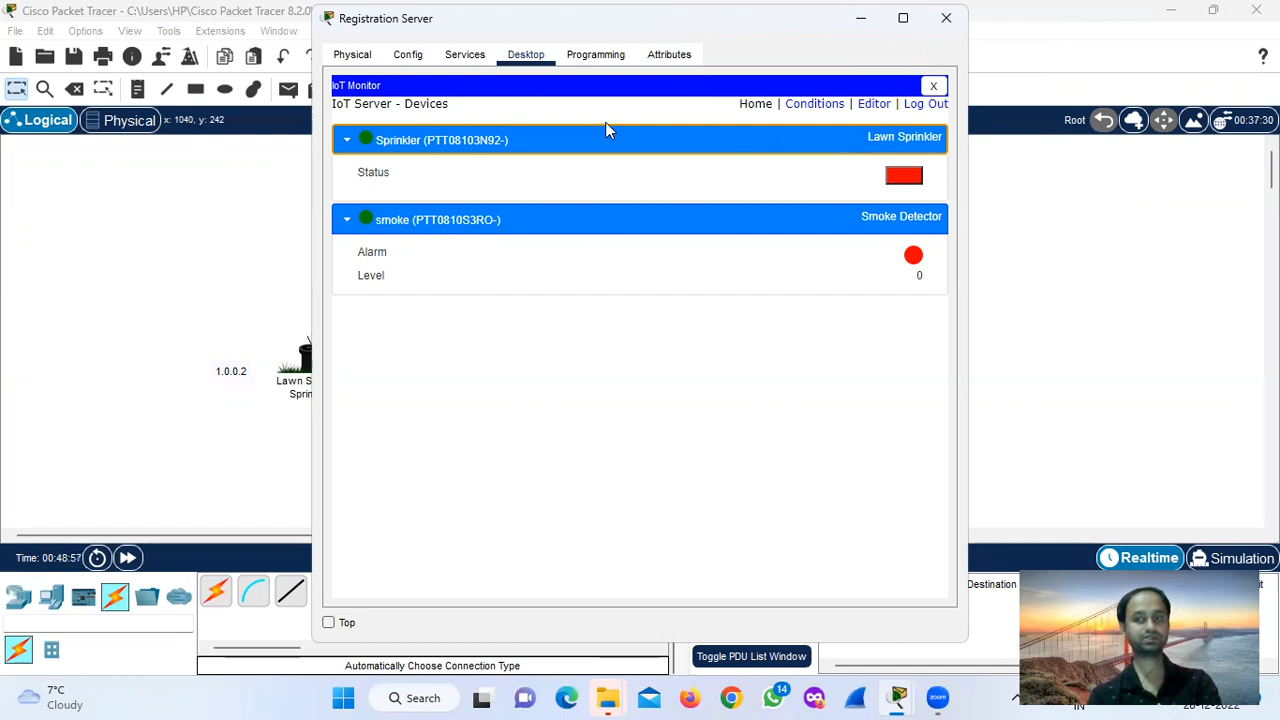 Cisco Packet Tracer - C:\Users\HP\Cisco Packet Tracer 8.2.0
Registration Server
File Edit Options View Tools Extensions Window
Physical Config Services Desktop Programming Attributes
IoT Monitor
X
IoT Server - Devices
Home | Conditions | Editor | Log Out
Logical Physical x: 1040, y: 242
Root 00:37:30
Sprinkler (PTT08103N92-) Lawn Sprinkler
Status
smoke (PTT0810S3RO-) Smoke Detector
Alarm
Level 0
1.0.0.2
Lawn S
Sprin
Time: 00:48:57
Realtime Simulation
Destination
Top
Automatically Choose Connection Type
Toggle PDU List Window
7°C
Cloudy
Search
14
IN